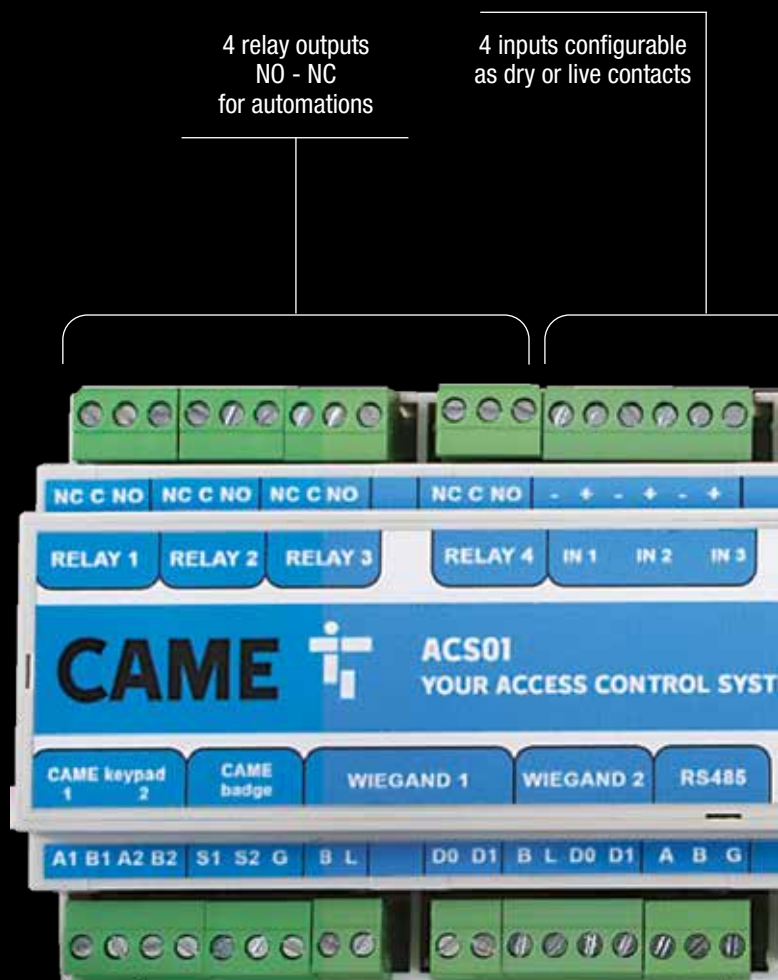 4 relay outputs
NO - NC
for automations
4 inputs configurable
as dry or live contacts
NC C NO NC C NO NC C NO NC C NO - + - + - +
RELAY 1 RELAY 2 RELAY 3 RELAY 4 IN 1 IN 2 IN 3
CAME
ACS01
YOUR ACCESS CONTROL SYST
CAME keypad
1 2
CAME
badge
WIEGAND 1 WIEGAND 2 RS485
A1 B1 A2 B2 S1 S2 G B L D0 D1 B L D0 D1 A B G